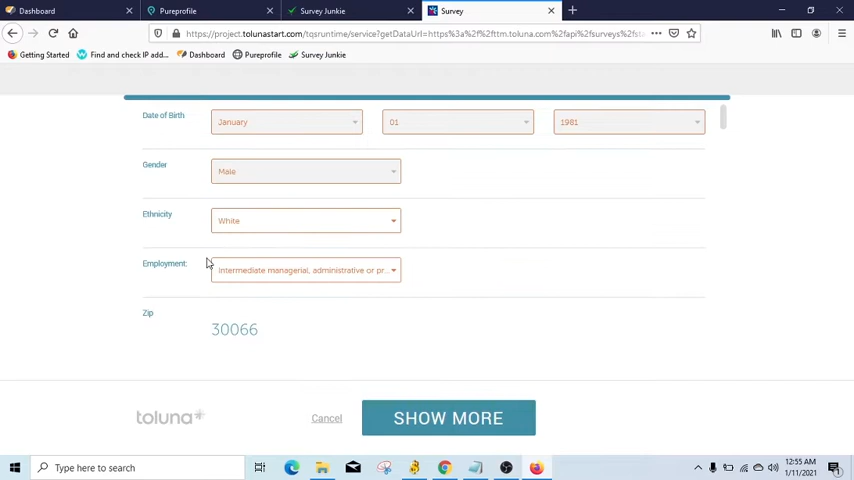 Dashboard
Pureprofile
Survey Junkie
Survey
https://project.tolunastart.com/tqsruntime/service?getDataUrl=https%3a%2f%2fttm.toluna.com%2fapi%2fsurveys%2fsta
Getting Started
Find and check IP add...
Dashboard
Pureprofile
Survey Junkie
Date of Birth
January
01
1981
Gender
Male
Ethnicity
White
Employment:
Intermediate managerial, administrative or pr...
Zip
30066
toluna
Cancel
SHOW MORE
Type here to search
12:55 AM
1/11/2021